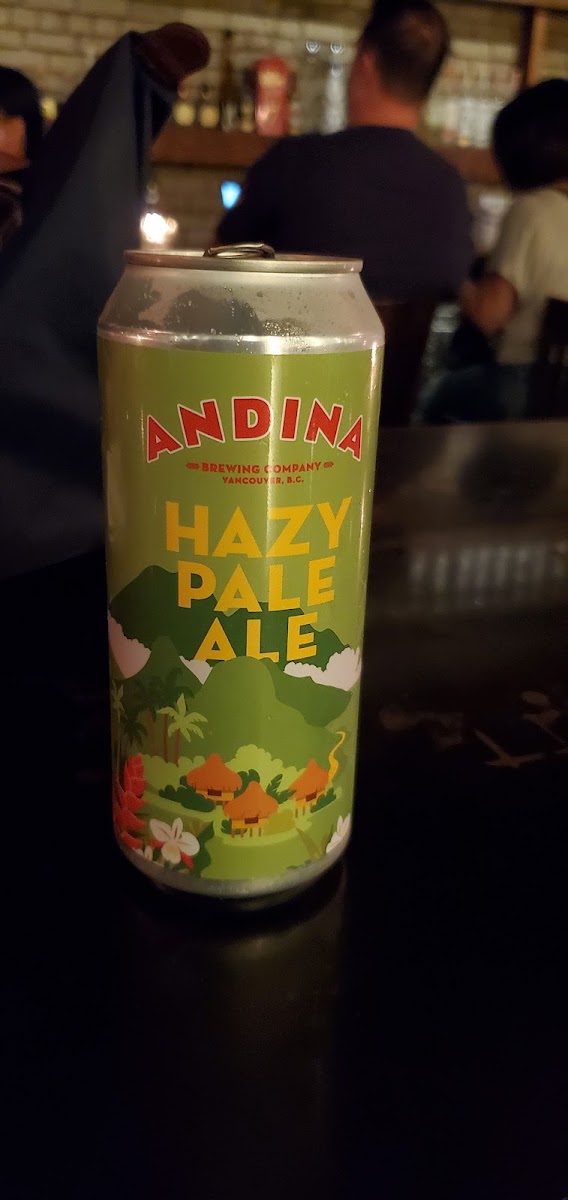 ANDINA
BREWING COMPANY
VANCOUVER, B.C.
HAZY
PALE
ALE